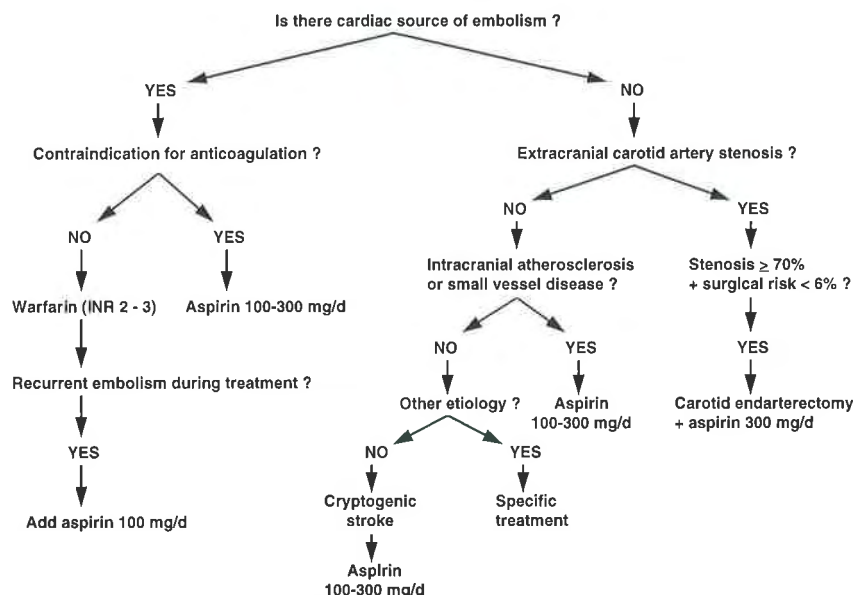 Is there cardiac source of embolism ?
YES
NO
Contraindication for anticoagulation ?
Extracranial carotid artery stenosis ?
NO
YES
NO
YES
Warfarin (INR 2 - 3)
Aspirin 100-300 mg/d
Intracranial atherosclerosis
or small vessel disease ?
Stenosis ≥ 70%
+ surgical risk < 6% ?
Recurrent embolism during treatment ?
NO
YES
YES
Other etiology ?
Aspirin
100-300 mg/d
Carotid endarterectomy
+ aspirin 300 mg/d
YES
NO
YES
Add aspirin 100 mg/d
Cryptogenic
stroke
Specific
treatment
Aspirin
100-300 mg/d